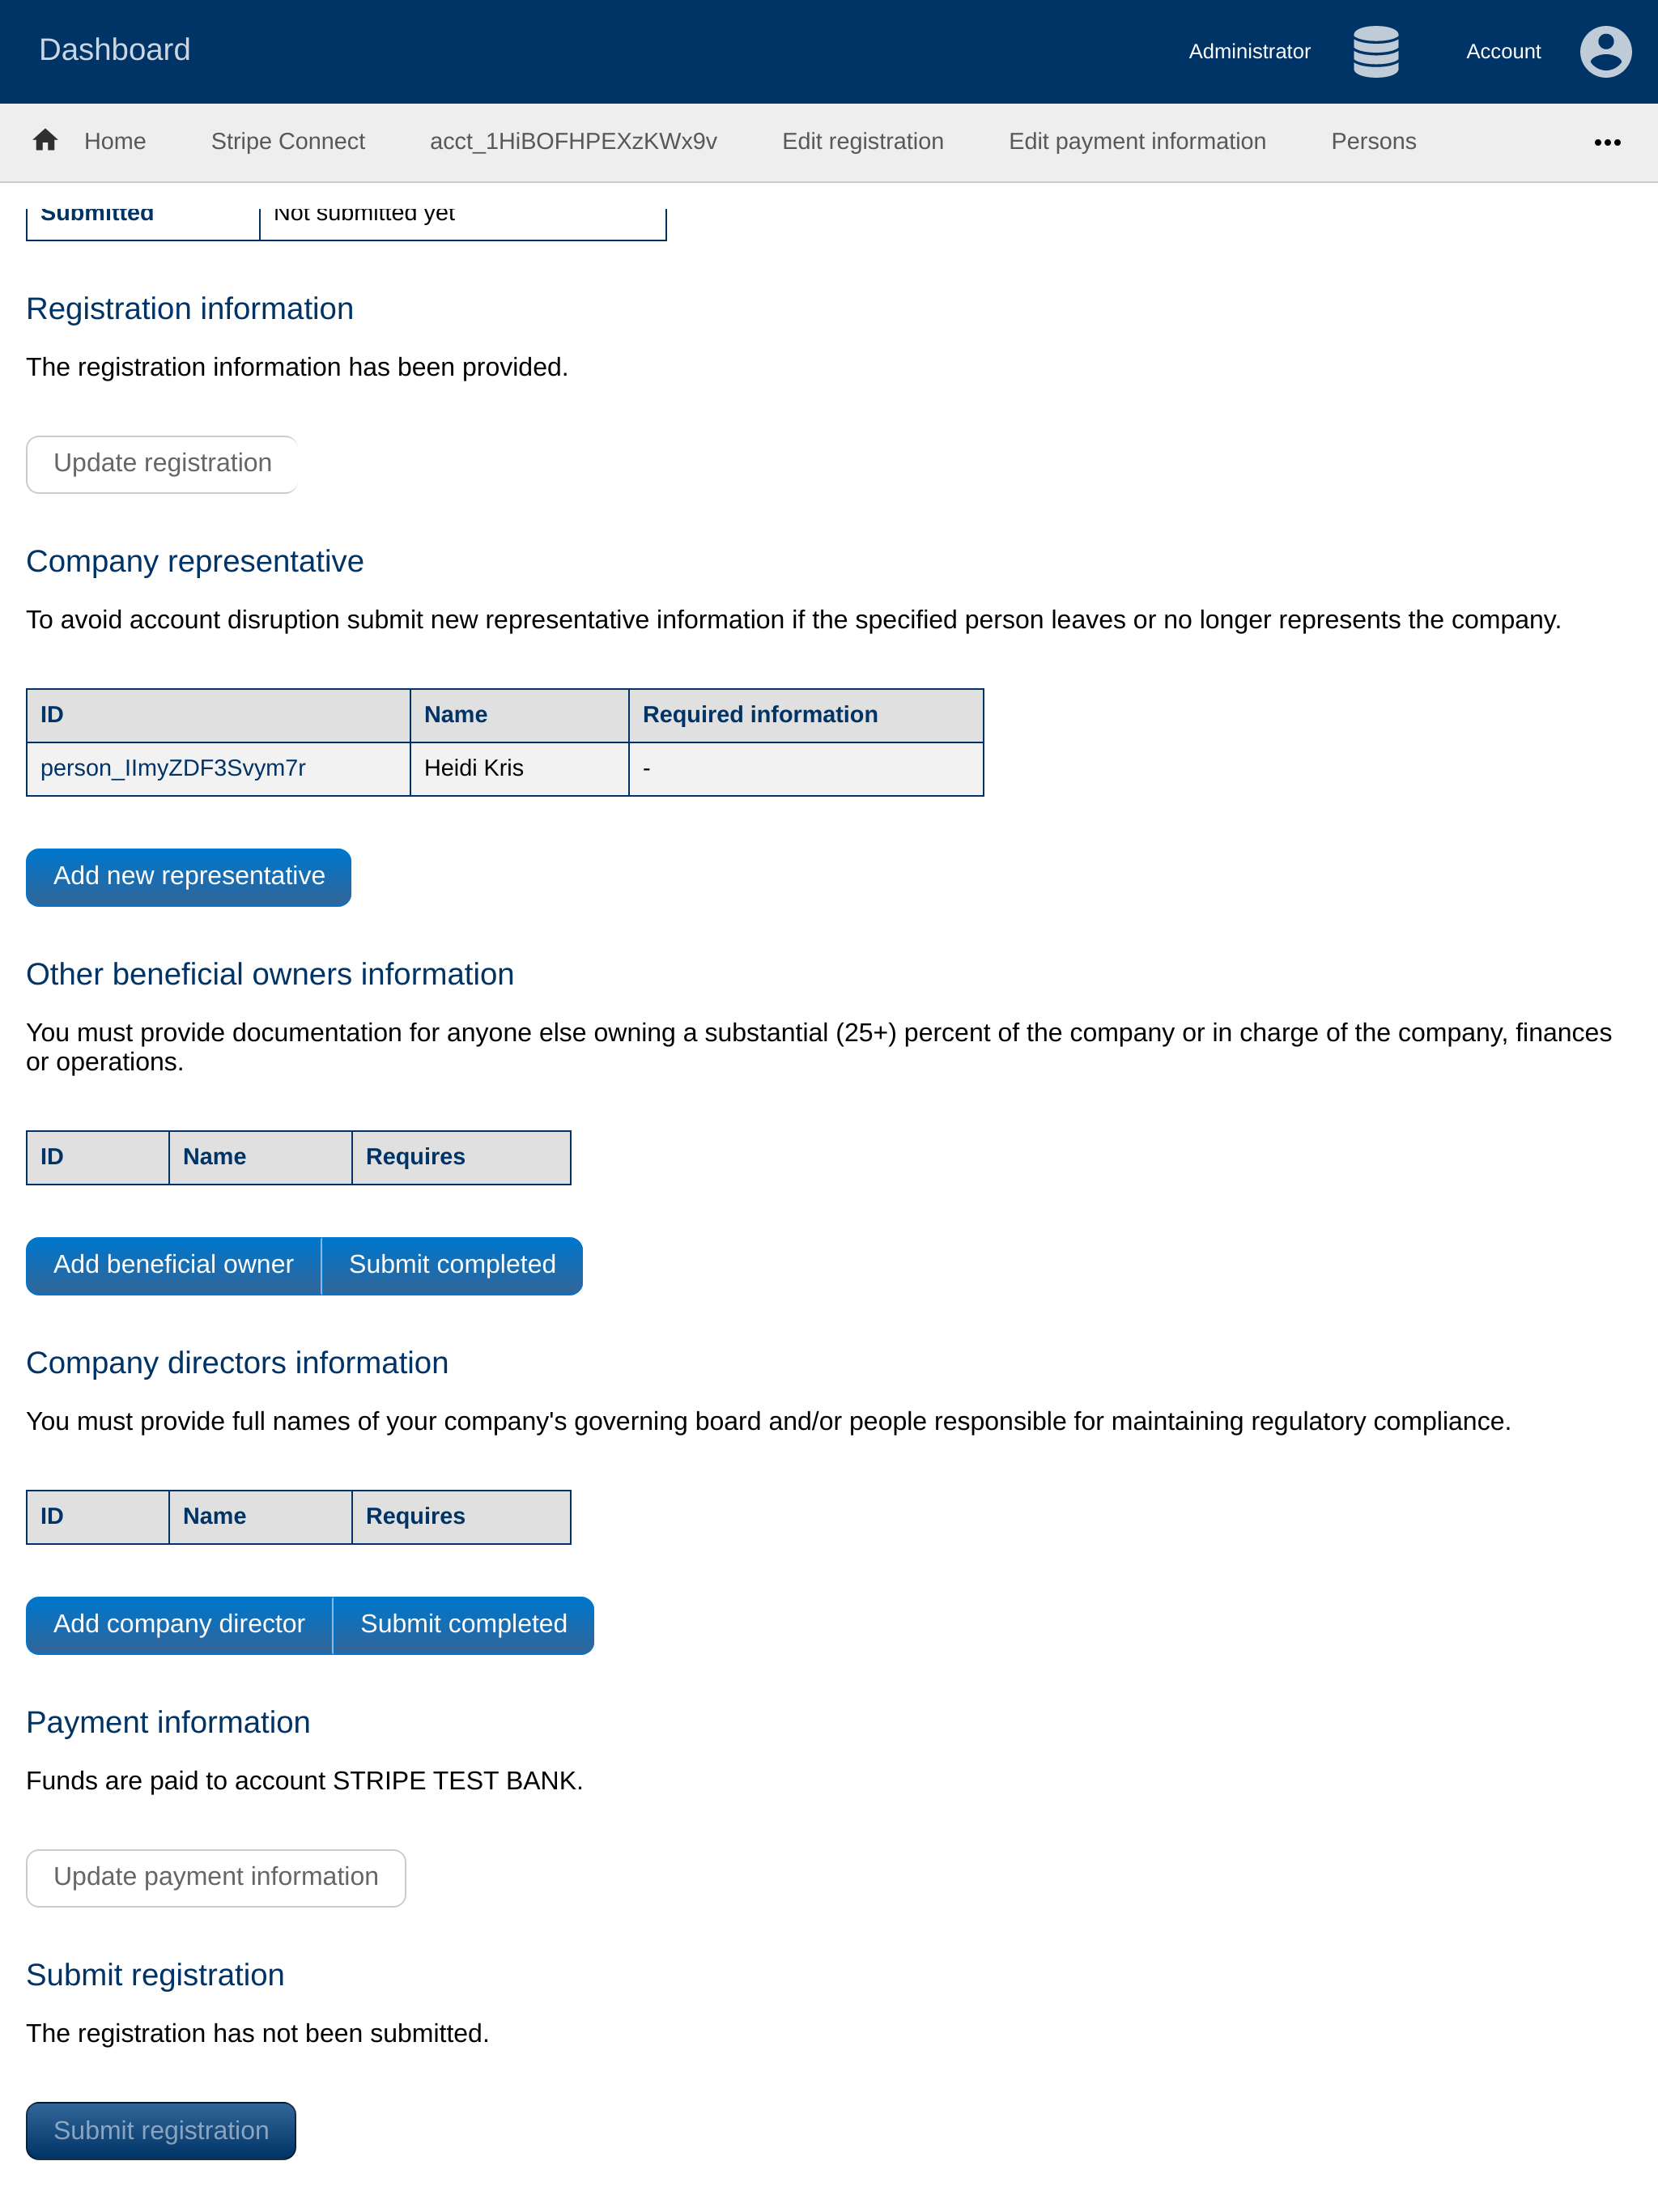 Dashboard
Administrator
Account
Home
Stripe Connect
acct_1HiBOFHPEXzKWx9v
Edit registration
Edit payment information
Persons
Submitted
Not submitted yet
Registration information
The registration information has been provided.
Update registration
Company representative
To avoid account disruption submit new representative information if the specified person leaves or no longer represents the company.
ID Name Required information
person_IImyZDF3Svym7r Heidi Kris -
Add new representative
Other beneficial owners information
You must provide documentation for anyone else owning a substantial (25+) percent of the company or in charge of the company, finances
or operations.
ID Name Requires
Add beneficial owner Submit completed
Company directors information
You must provide full names of your company's governing board and/or people responsible for maintaining regulatory compliance.
ID Name Requires
Add company director Submit completed
Payment information
Funds are paid to account STRIPE TEST BANK.
Update payment information
Submit registration
The registration has not been submitted.
Submit registration